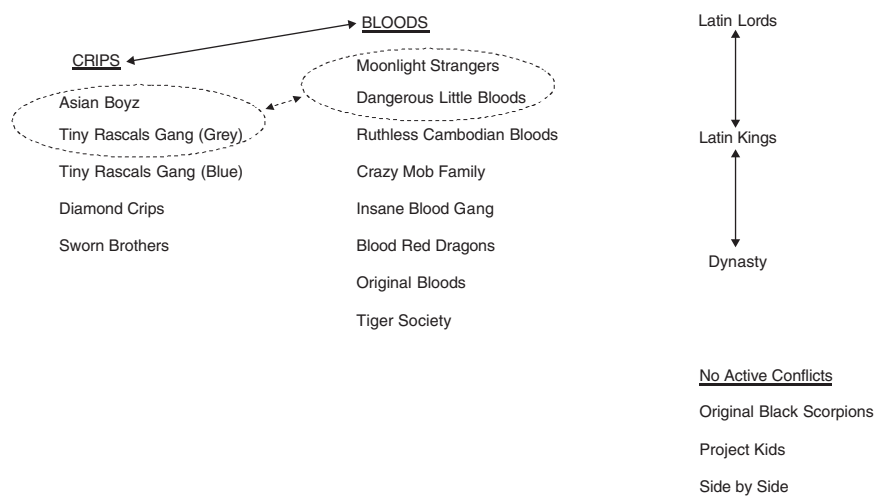 CRIPS
Asian Boyz
Tiny Rascals Gang (Grey)
Tiny Rascals Gang (Blue)
Diamond Crips
Sworn Brothers
BLOODS
Moonlight Strangers
Dangerous Little Bloods
Ruthless Cambodian Bloods
Crazy Mob Family
Insane Blood Gang
Blood Red Dragons
Original Bloods
Tiger Society
Latin Lords
Latin Kings
Dynasty
No Active Conflicts
Original Black Scorpions
Project Kids
Side by Side